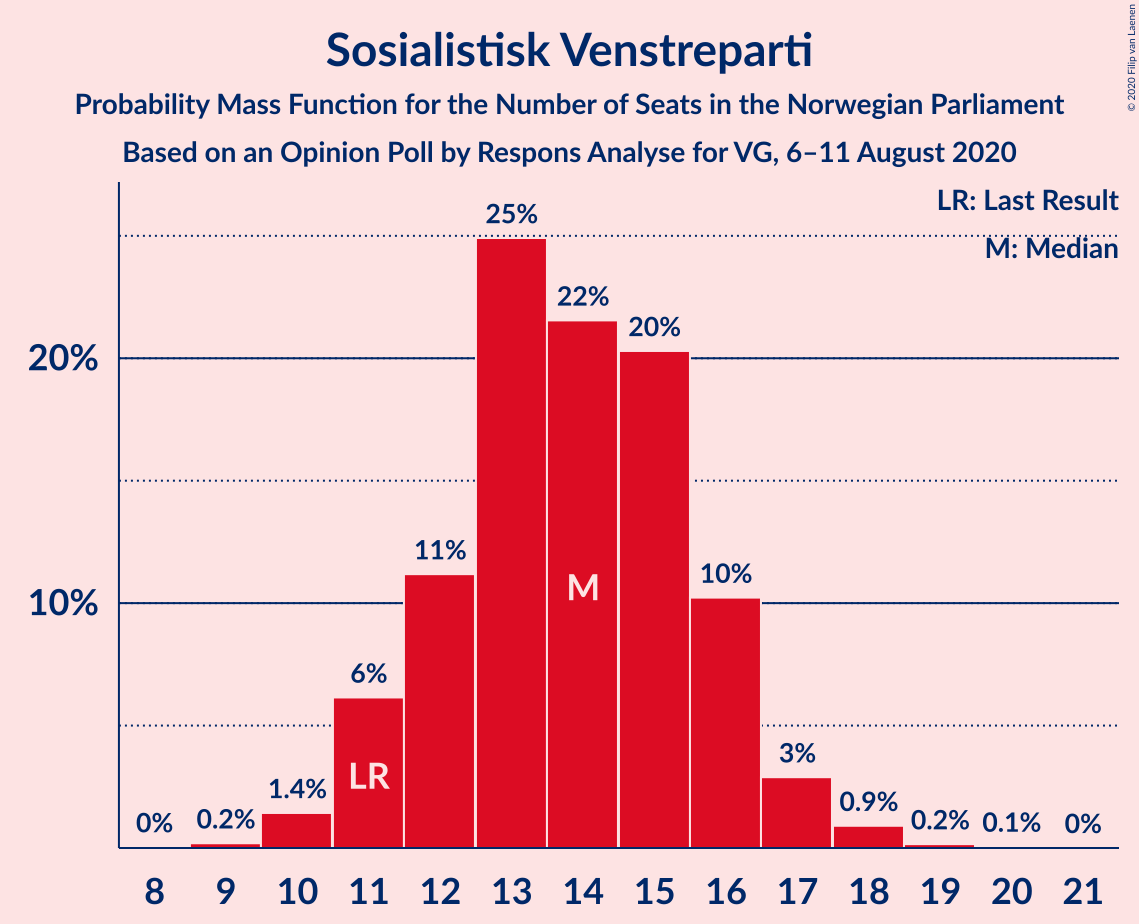 Sosialistisk Venstreparti
Probability Mass Function for the Number of Seats in the Norwegian Parliament
Based on an Opinion Poll by Respons Analyse for VG, 6–11 August 2020
© 2020 Filip van Laenen
LR: Last Result
M: Median
25%
22%
20%
20%
11%
10%
10%
M
6%
LR
3%
1.4%
0.9%
0%
0.2%
0.2%
0.1%
0%
8 9 10 11 12 13 14 15 16 17 18 19 20 21